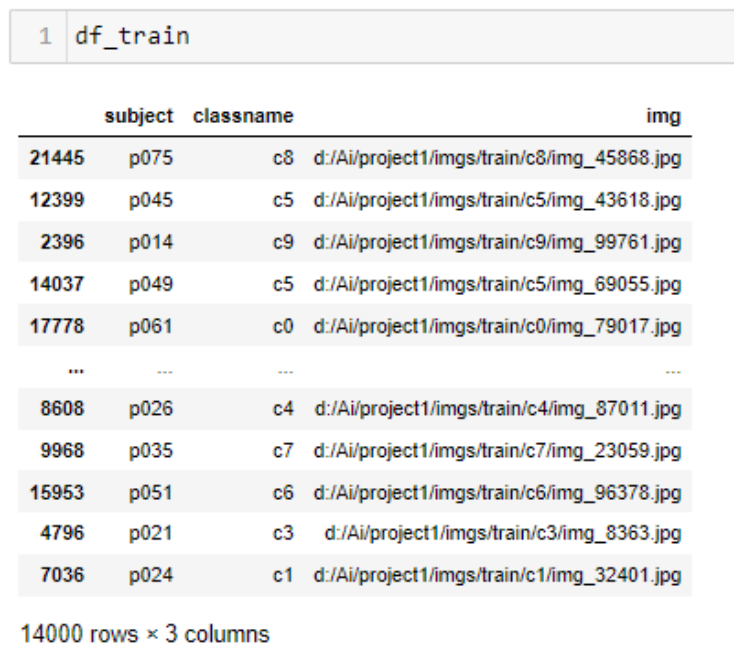 1 df_train
subject classname img
21445 p075 c8 d:/Ai/project1/imgs/train/c8/img_45868.jpg
12399 p045 c5 d:/Ai/project1/imgs/train/c5/img_43618.jpg
2396 p014 c9 d:/Ai/project1/imgs/train/c9/img_99761.jpg
14037 p049 c5 d:/Ai/project1/imgs/train/c5/img_69055.jpg
17778 p061 c0 d:/Ai/project1/imgs/train/c0/img_79017.jpg
... ... ... ...
8608 p026 c4 d:/Ai/project1/imgs/train/c4/img_87011.jpg
9968 p035 c7 d:/Ai/project1/imgs/train/c7/img_23059.jpg
15953 p051 c6 d:/Ai/project1/imgs/train/c6/img_96378.jpg
4796 p021 c3 d:/Ai/project1/imgs/train/c3/img_8363.jpg
7036 p024 c1 d:/Ai/project1/imgs/train/c1/img_32401.jpg
14000 rows × 3 columns